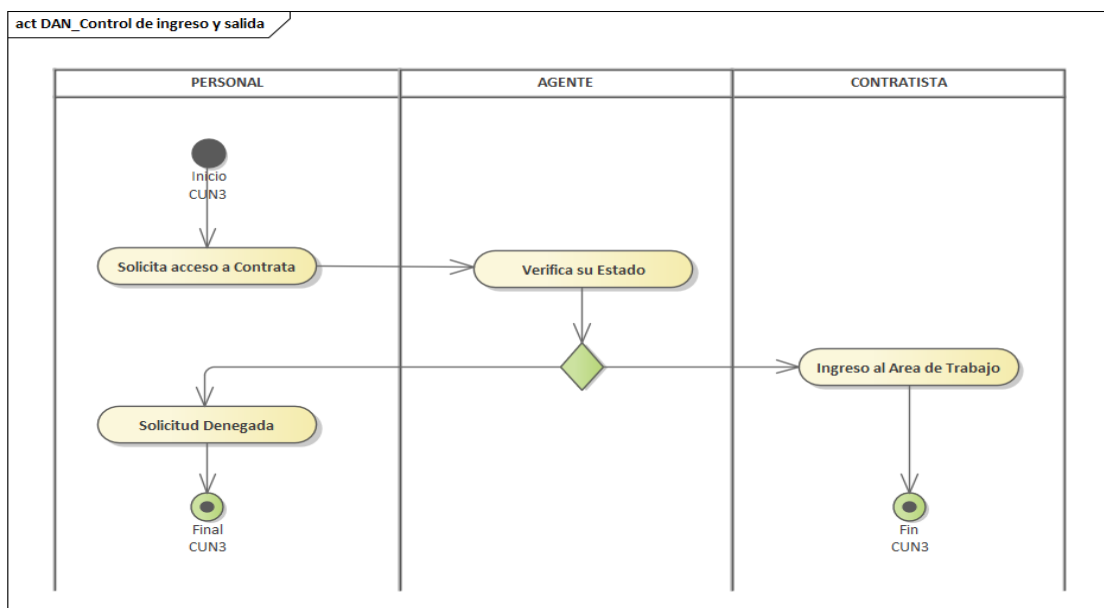 act DAN_Control de ingreso y salida
PERSONAL
AGENTE
CONTRATISTA
Inicio
CUN3
Solicita acceso a Contrata
Verifica su Estado
Ingreso al Area de Trabajo
Solicitud Denegada
Final
CUN3
Fin
CUN3